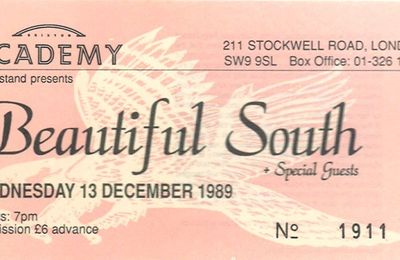 BRIXTON
ACADEMY
211 STOCKWELL ROAD, LOND
SW9 9SL Box Office: 01-326 1
stand presents
Beautiful South
+ Special Guests
DNESDAY 13 DECEMBER 1989
s: 7pm
ission £6 advance
Nº 1911